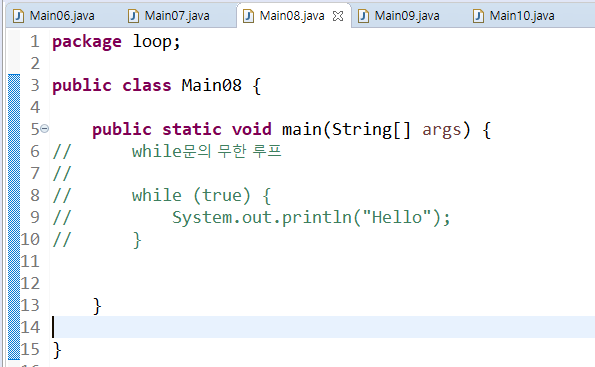 Main06.java Main07.java Main08.java Main09.java Main10.java
1 package loop;
2
3 public class Main08 {
4
5 public static void main(String[] args) {
6 // while문의 무한 루프
7 //
8 // while (true) {
9 // System.out.println("Hello");
10 // }
11
12
13 }
14
15 }